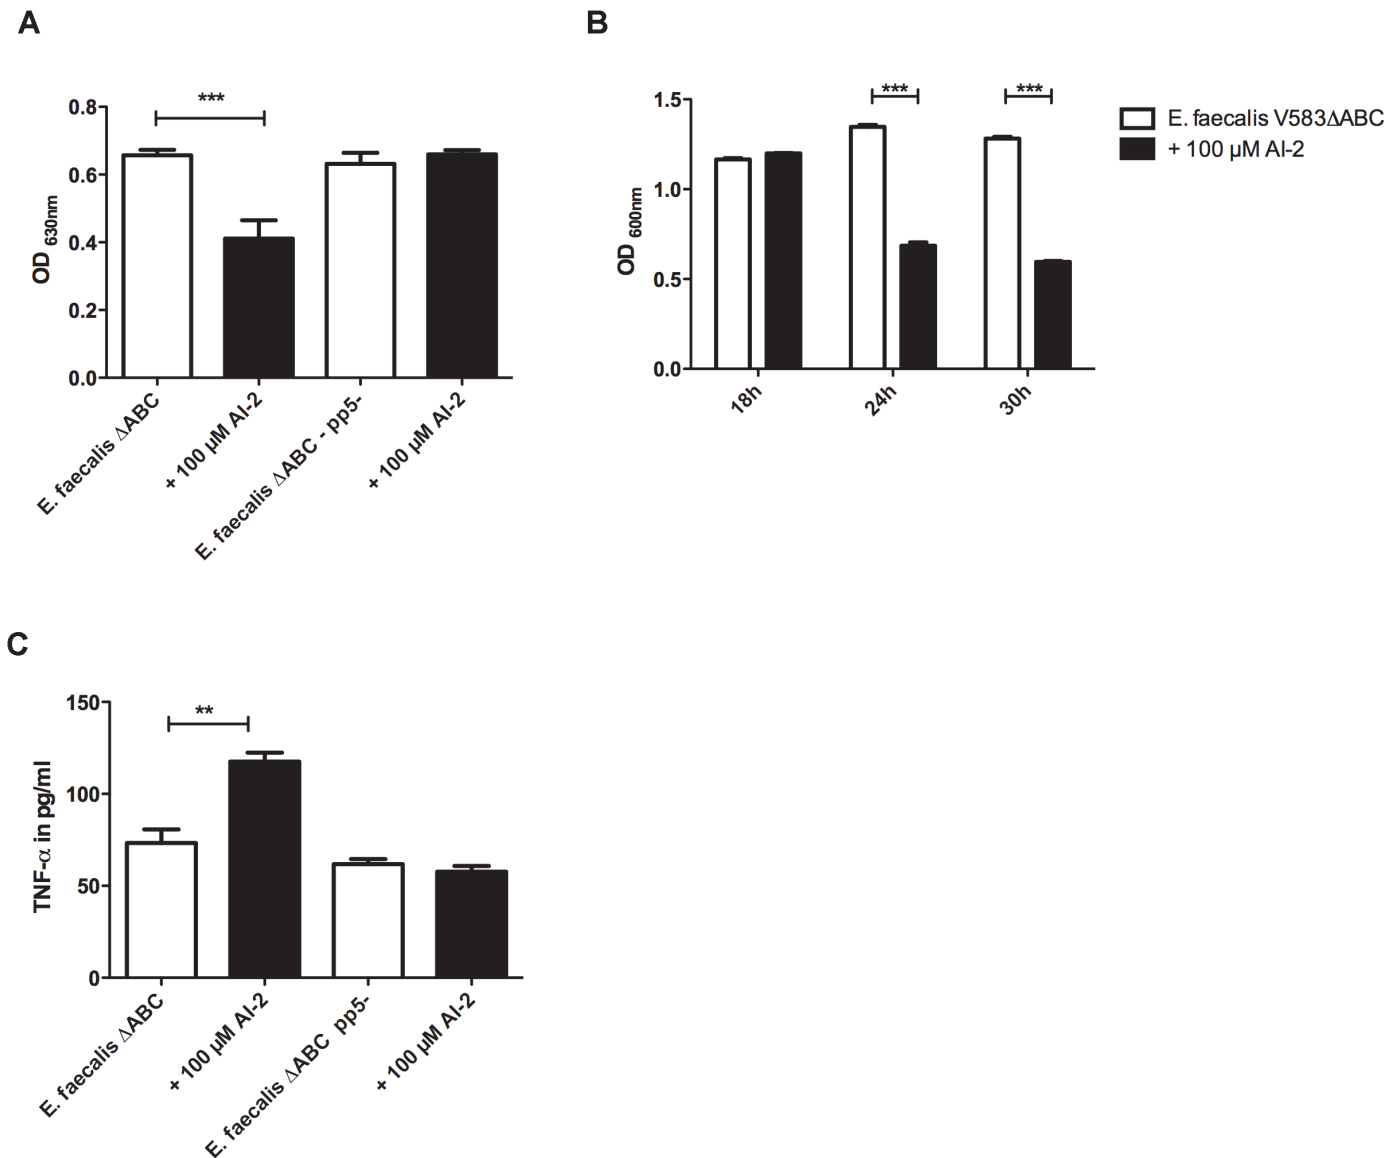 A
***
0.8
0.6
0.4
0.2
0.0
OD 630nm
E. faecalis ΔABC
+ 100 µM AI-2
E. faecalis ΔABC - pp5-
+ 100 µM AI-2
B
***
***
1.5
1.0
0.5
0.0
OD 600nm
18h
24h
30h
E. faecalis V583ΔABC
+ 100 µM AI-2
C
**
150
100
50
0
TNF-α in pg/ml
E. faecalis ΔABC
+ 100 µM AI-2
E. faecalis ΔABC pp5-
+ 100 µM AI-2